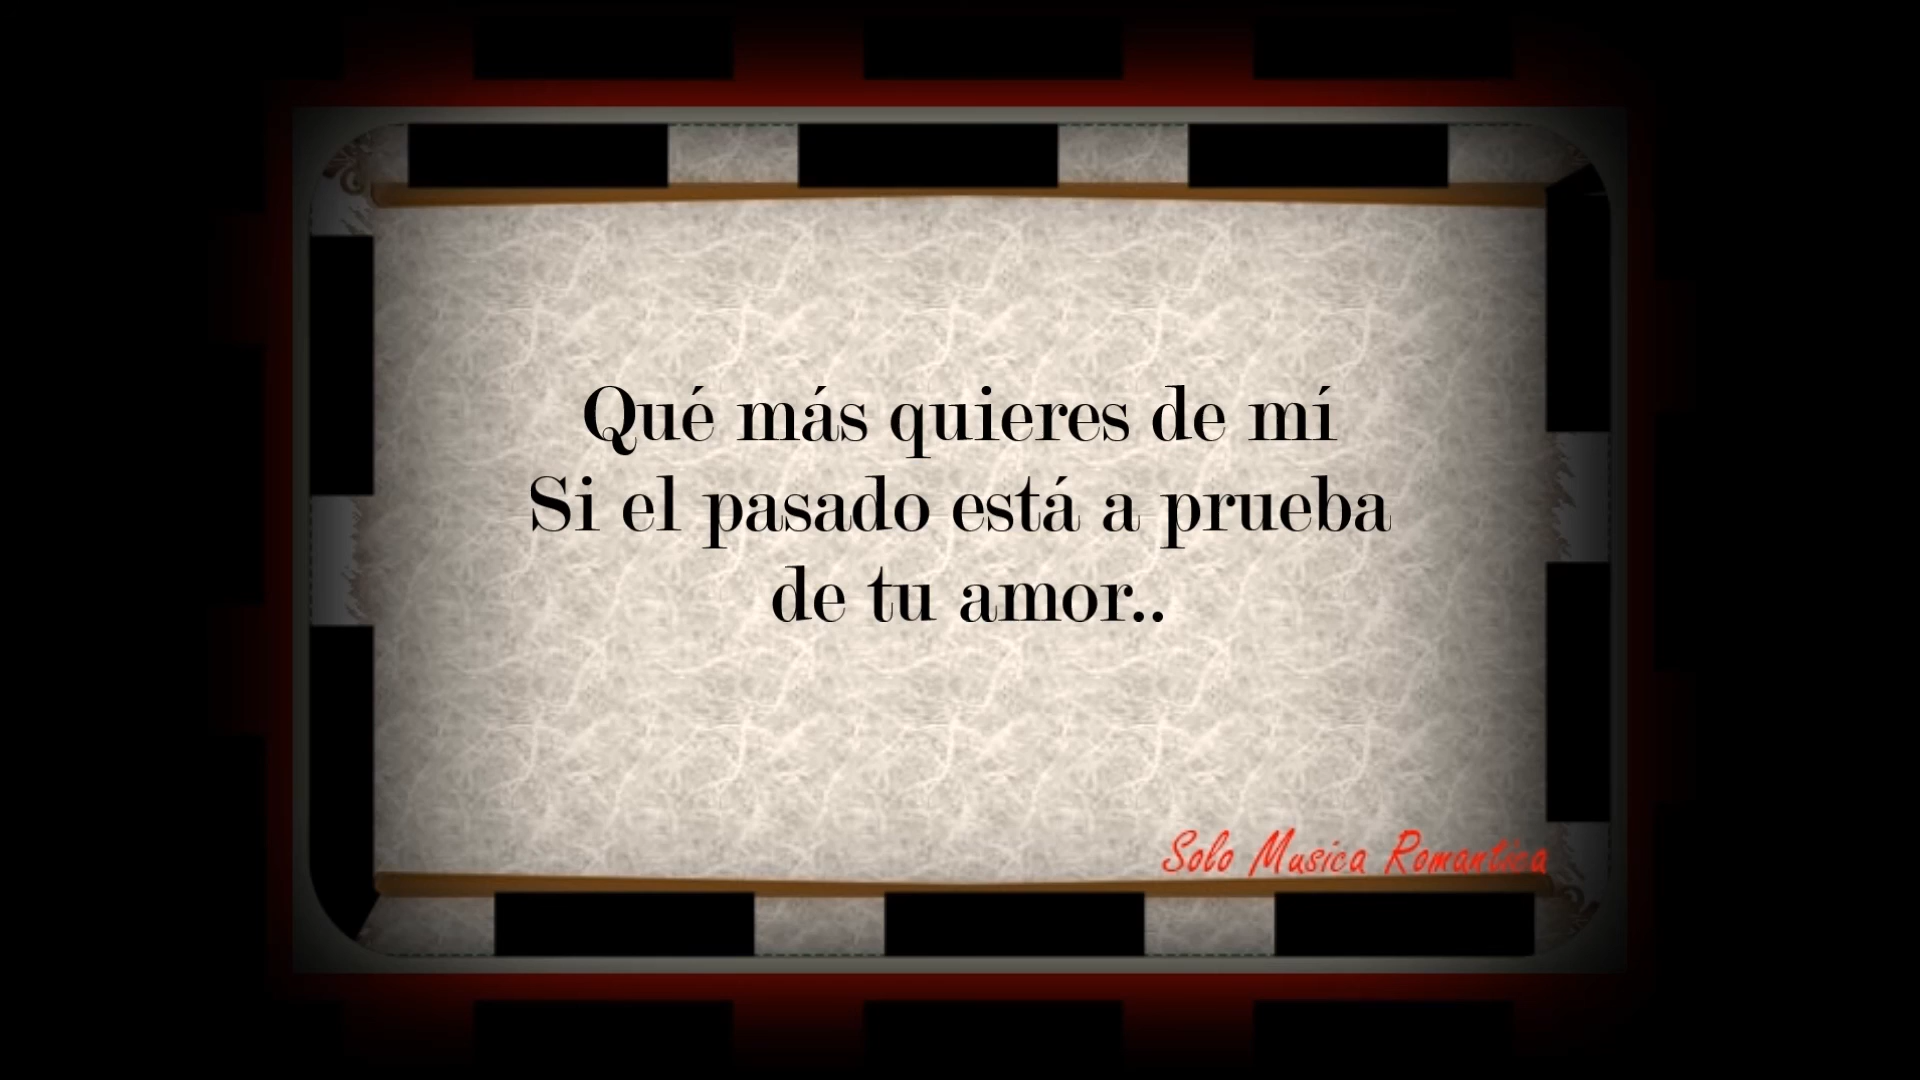 Qué más quieres de mí
Si el pasado está a prueba
de tu amor..
Solo Musica Romantica